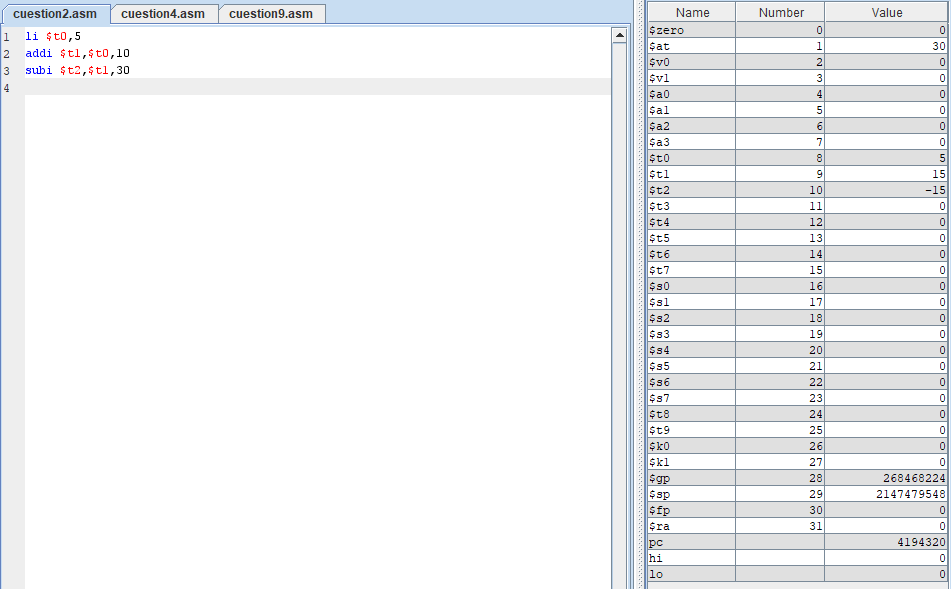 cuestion2.asm cuestion4.asm cuestion9.asm
1 li $t0,5
2 addi $t1,$t0,10
3 subi $t2,$t1,30
4
Name Number Value
$zero 0 0
$at 1 30
$v0 2 0
$v1 3 0
$a0 4 0
$a1 5 0
$a2 6 0
$a3 7 0
$t0 8 5
$t1 9 15
$t2 10 -15
$t3 11 0
$t4 12 0
$t5 13 0
$t6 14 0
$t7 15 0
$s0 16 0
$s1 17 0
$s2 18 0
$s3 19 0
$s4 20 0
$s5 21 0
$s6 22 0
$s7 23 0
$t8 24 0
$t9 25 0
$k0 26 0
$k1 27 0
$gp 28 268468224
$sp 29 2147479548
$fp 30 0
$ra 31 0
pc 4194320
hi 0
lo 0